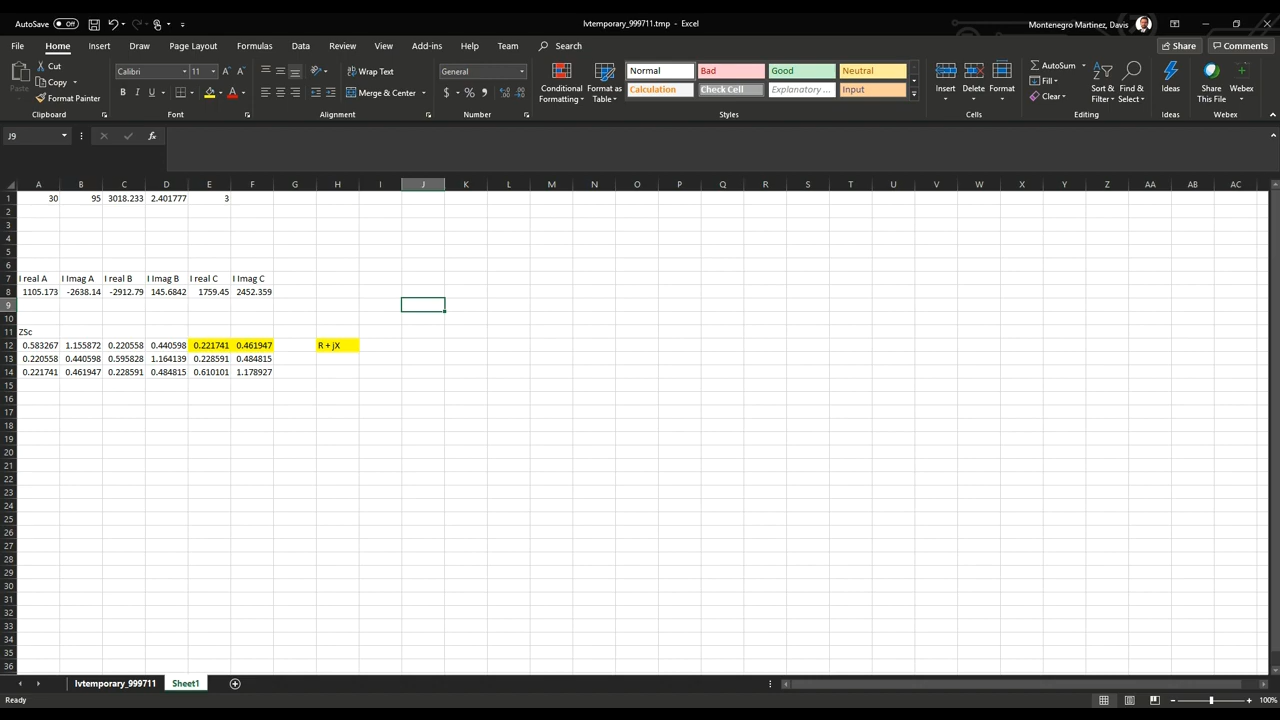 AutoSave Off lvtemporary_999711.tmp - Excel Montenegro Martinez, Davis
File Home Insert Draw Page Layout Formulas Data Review View Add-ins Help Team Search Share Comments
Paste Cut Copy Format Painter
Calibri 11 Wrap Text General
B I U Merge & Center $ % ,
Conditional Formatting Format as Table
Normal Bad Good Neutral
Calculation Check Cell Explanatory ... Input
Insert Delete Format
AutoSum Fill Clear Sort & Filter Find & Select Ideas Share This File Webex
Clipboard Font Alignment Number Styles Cells Editing Ideas Webex
J9 fx
A B C D E F G H I J K L M N O P Q R S T U V W X Y Z AA AB AC
1 30 95 3018.233 2.401777 3
2
3
4
5
6
7 I real A I Imag A I real B I Imag B I real C I Imag C
8 1105.173 -2638.14 -2912.79 145.6842 1759.45 2452.359
9
10
11 ZSc
12 0.583267 1.155872 0.220558 0.440598 0.221741 0.461947 R + jX
13 0.220558 0.440598 0.595828 1.164139 0.228591 0.484815
14 0.221741 0.461947 0.228591 0.484815 0.610101 1.178927
15
16
17
18
19
20
21
22
23
24
25
26
27
28
29
30
31
32
33
34
35
36
lvtemporary_999711 Sheet1
Ready 100%